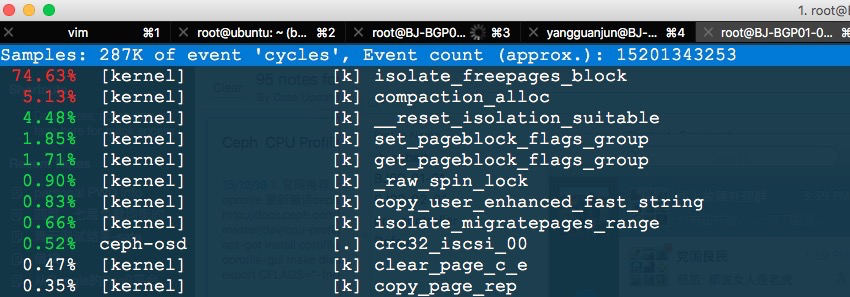 1. root@B
vim ⌘1 root@ubuntu: ~ (b... ⌘2 root@BJ-BGP0... ⌘3 yangguanjun@BJ-... ⌘4 root@BJ-BGP01-0...
Samples: 287K of event 'cycles', Event count (approx.): 15201343253
74.63% [kernel] [k] isolate_freepages_block
5.13% [kernel] [k] compaction_alloc
4.48% [kernel] [k] __reset_isolation_suitable
1.85% [kernel] [k] set_pageblock_flags_group
1.71% [kernel] [k] get_pageblock_flags_group
0.90% [kernel] [k] _raw_spin_lock
0.83% [kernel] [k] copy_user_enhanced_fast_string
0.66% [kernel] [k] isolate_migratepages_range
0.52% ceph-osd [.] crc32_iscsi_00
0.47% [kernel] [k] clear_page_c_e
0.35% [kernel] [k] copy_page_rep